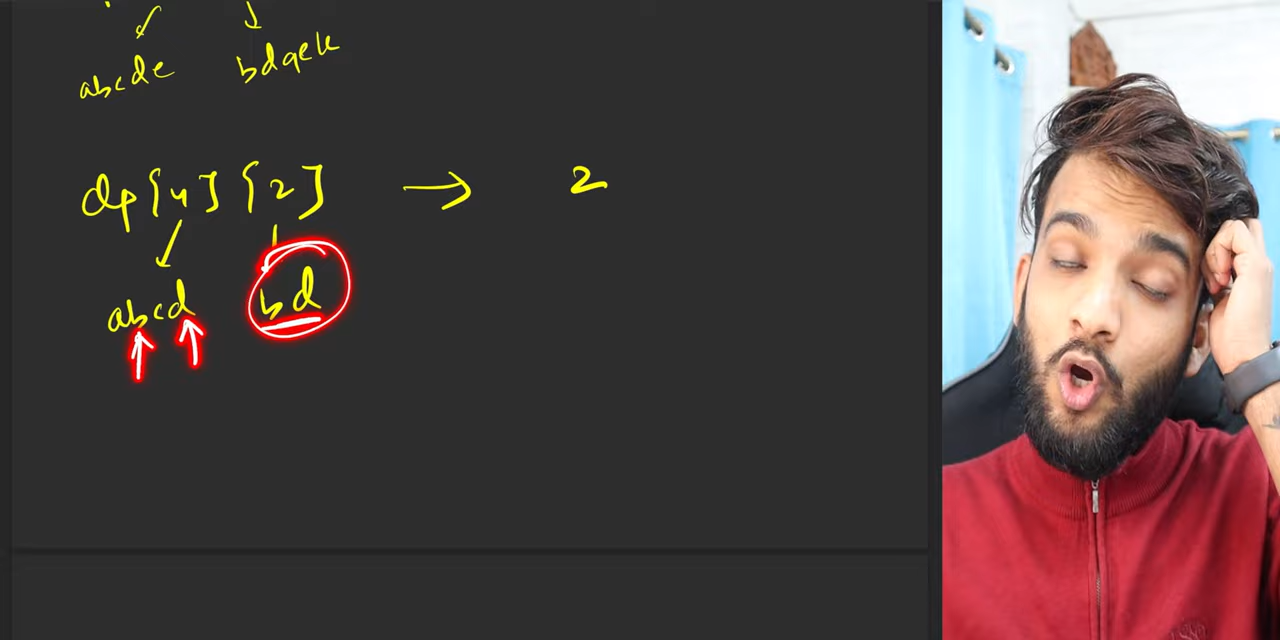 abcde bdgek
dp[4] [2] → 2
abcd bd